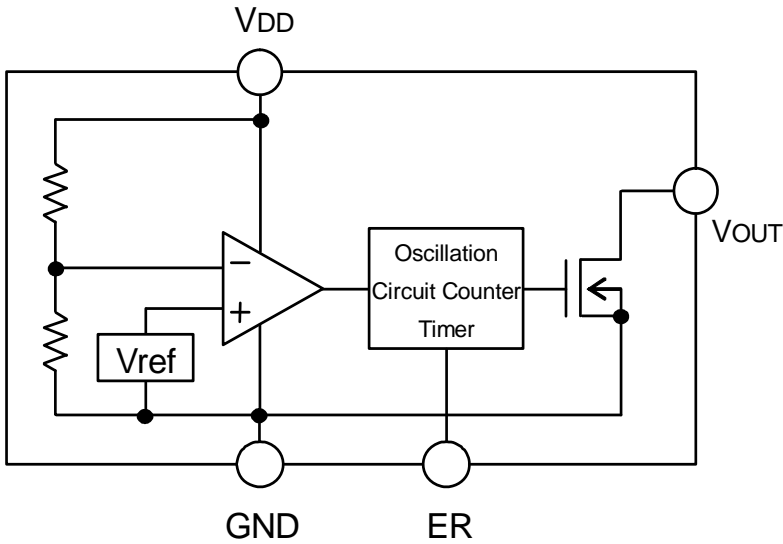 VDD
VOUT
Oscillation
Circuit Counter
Timer
−
+
Vref
GND
ER